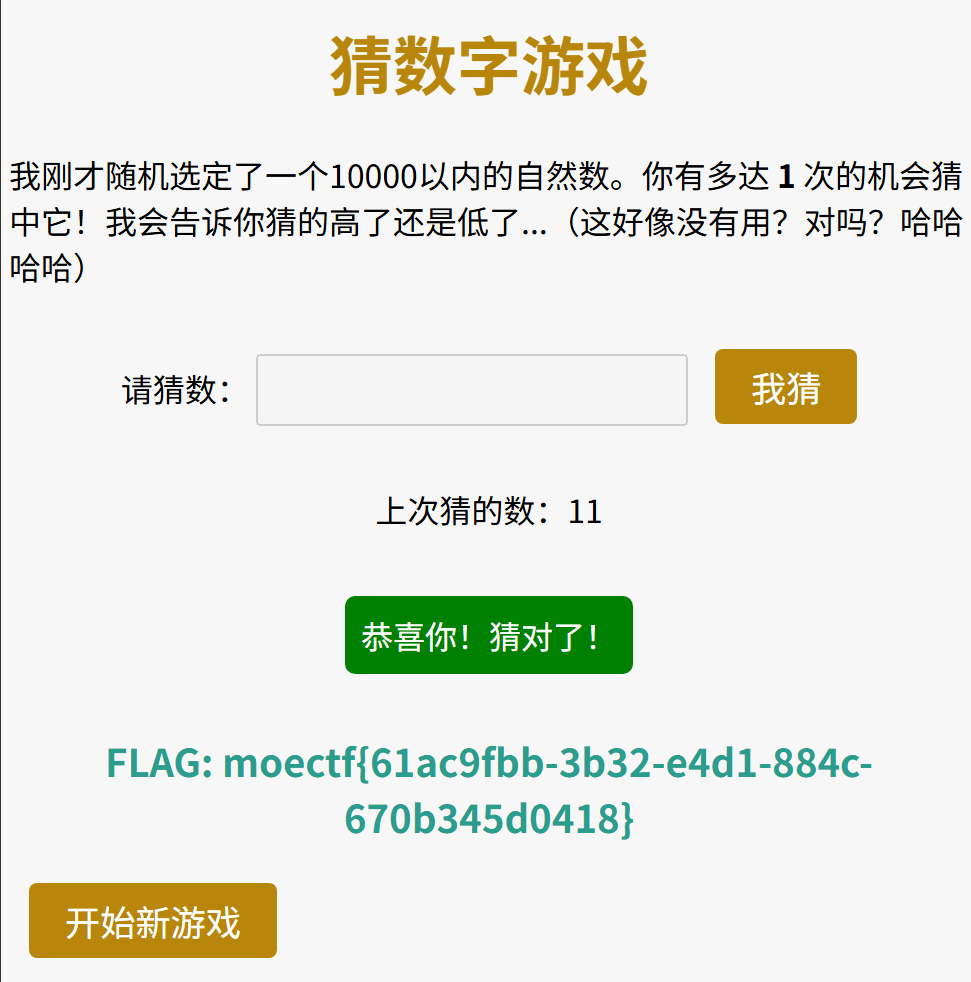 猜数字游戏
我刚才随机选定了一个10000以内的自然数。你有多达 1 次的机会猜
中它！我会告诉你猜的高了还是低了...（这好像没有用？对吗？哈哈
哈哈）
请猜数：
我猜
上次猜的数：11
恭喜你！猜对了！
FLAG: moectf{61ac9fbb-3b32-e4d1-884c-
670b345d0418}
开始新游戏